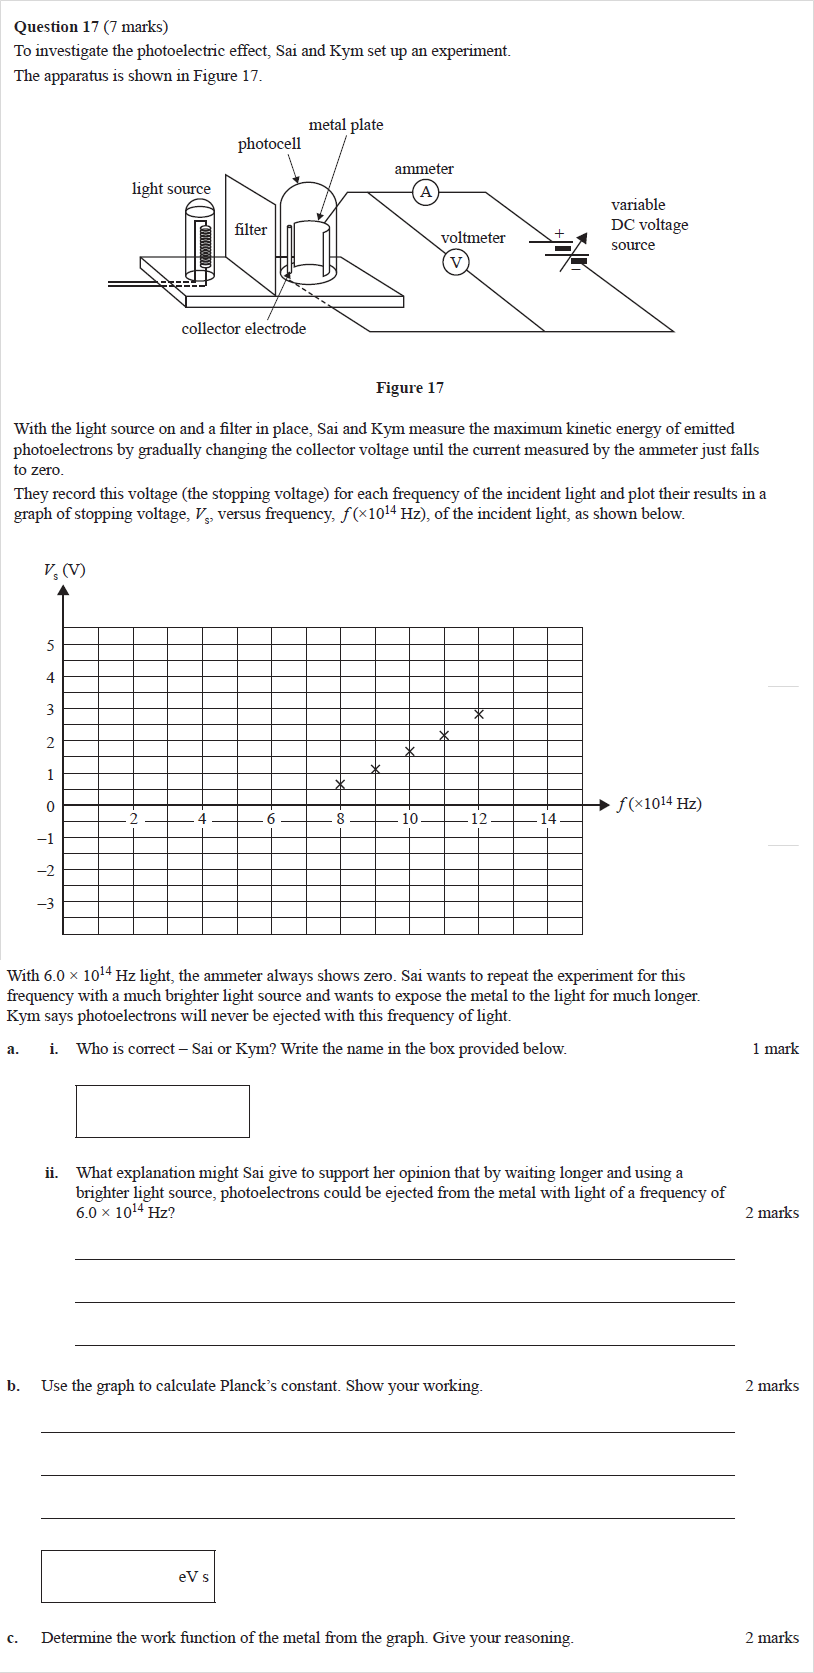 Question 17 (7 marks)
To investigate the photoelectric effect, Sai and Kym set up an experiment.
The apparatus is shown in Figure 17.
metal plate
photocell
ammeter
light source
A
variable
DC voltage
source
filter
voltmeter
+
V
–
collector electrode
Figure 17
With the light source on and a filter in place, Sai and Kym measure the maximum kinetic energy of emitted
photoelectrons by gradually changing the collector voltage until the current measured by the ammeter just falls
to zero.
They record this voltage (the stopping voltage) for each frequency of the incident light and plot their results in a
graph of stopping voltage, Vs, versus frequency, f (×10¹⁴ Hz), of the incident light, as shown below.
Vs (V)
5
4
3
2
1
0
f (×10¹⁴ Hz)
2 4 6 8 10 12 14
–1
–2
–3
With 6.0 × 10¹⁴ Hz light, the ammeter always shows zero. Sai wants to repeat the experiment for this
frequency with a much brighter light source and wants to expose the metal to the light for much longer.
Kym says photoelectrons will never be ejected with this frequency of light.
a. i. Who is correct – Sai or Kym? Write the name in the box provided below. 1 mark
ii. What explanation might Sai give to support her opinion that by waiting longer and using a
brighter light source, photoelectrons could be ejected from the metal with light of a frequency of
6.0 × 10¹⁴ Hz? 2 marks
b. Use the graph to calculate Planck’s constant. Show your working. 2 marks
eV s
c. Determine the work function of the metal from the graph. Give your reasoning. 2 marks